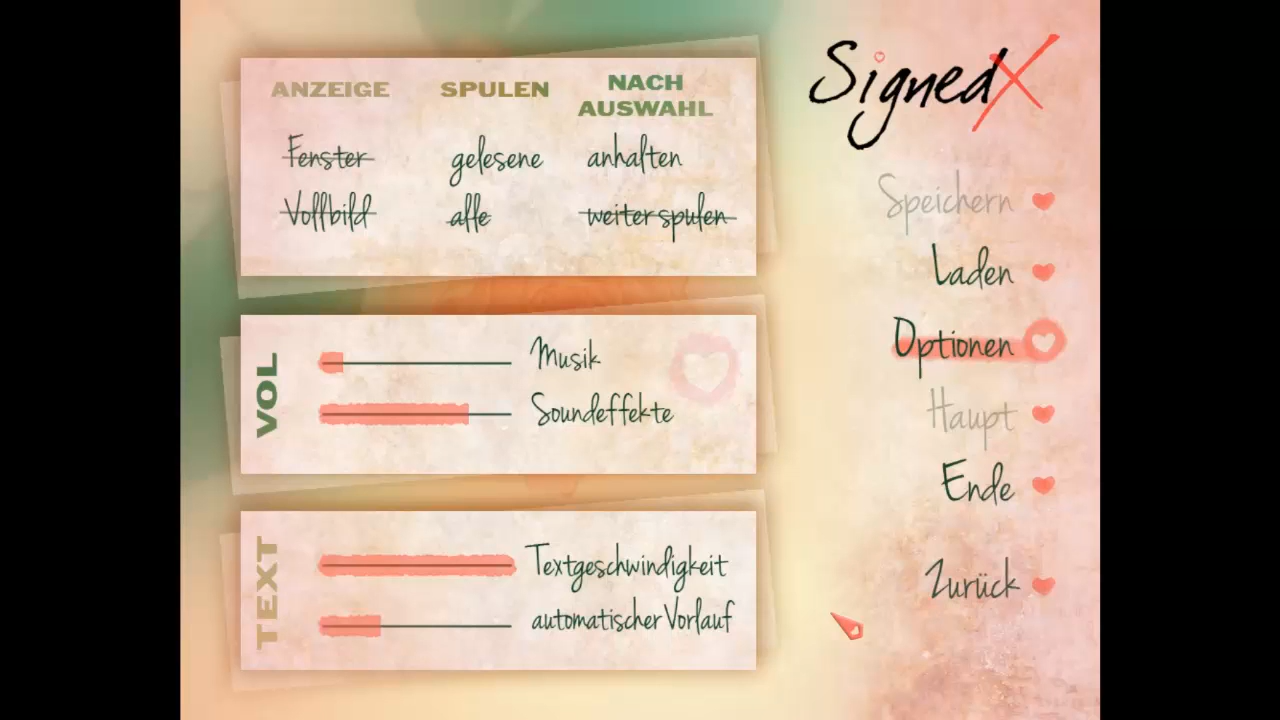 ANZEIGE
SPULEN
NACH
AUSWAHL
Fenster
gelesene
anhalten
Vollbild
alle
weiterspulen
VOL
Musik
Soundeffekte
TEXT
Textgeschwindigkeit
automatischer Vorlauf
SignedX
Speichern
Laden
Optionen
Haupt
Ende
Zurück